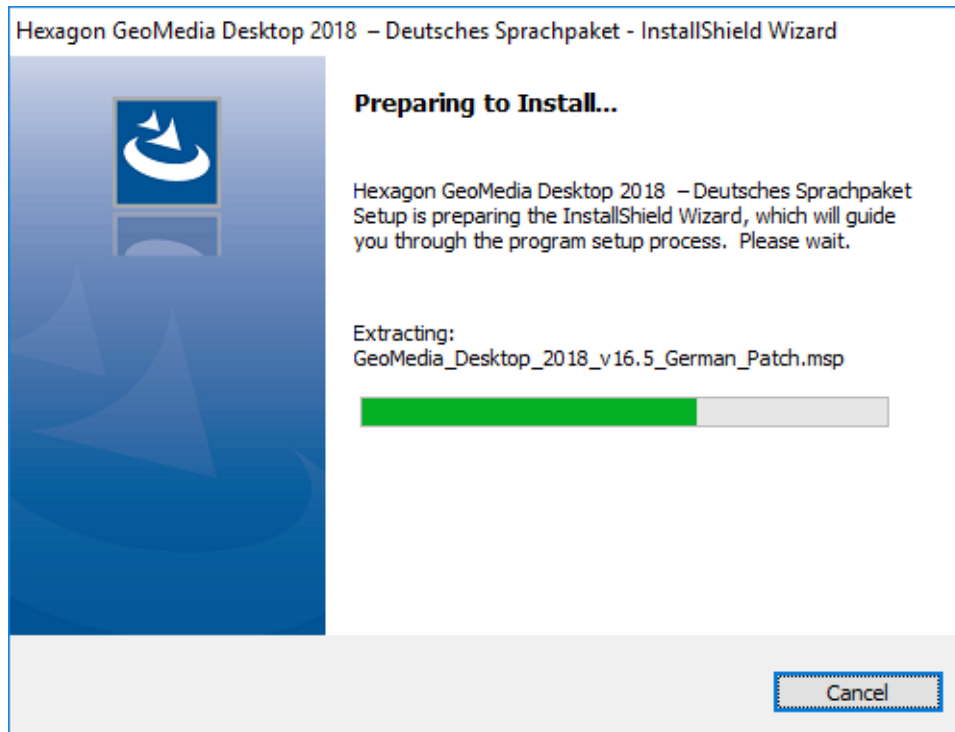 Hexagon GeoMedia Desktop 2018 – Deutsches Sprachpaket - InstallShield Wizard
Preparing to Install...
Hexagon GeoMedia Desktop 2018 – Deutsches Sprachpaket
Setup is preparing the InstallShield Wizard, which will guide
you through the program setup process. Please wait.
Extracting:
GeoMedia_Desktop_2018_v16.5_German_Patch.msp
Cancel